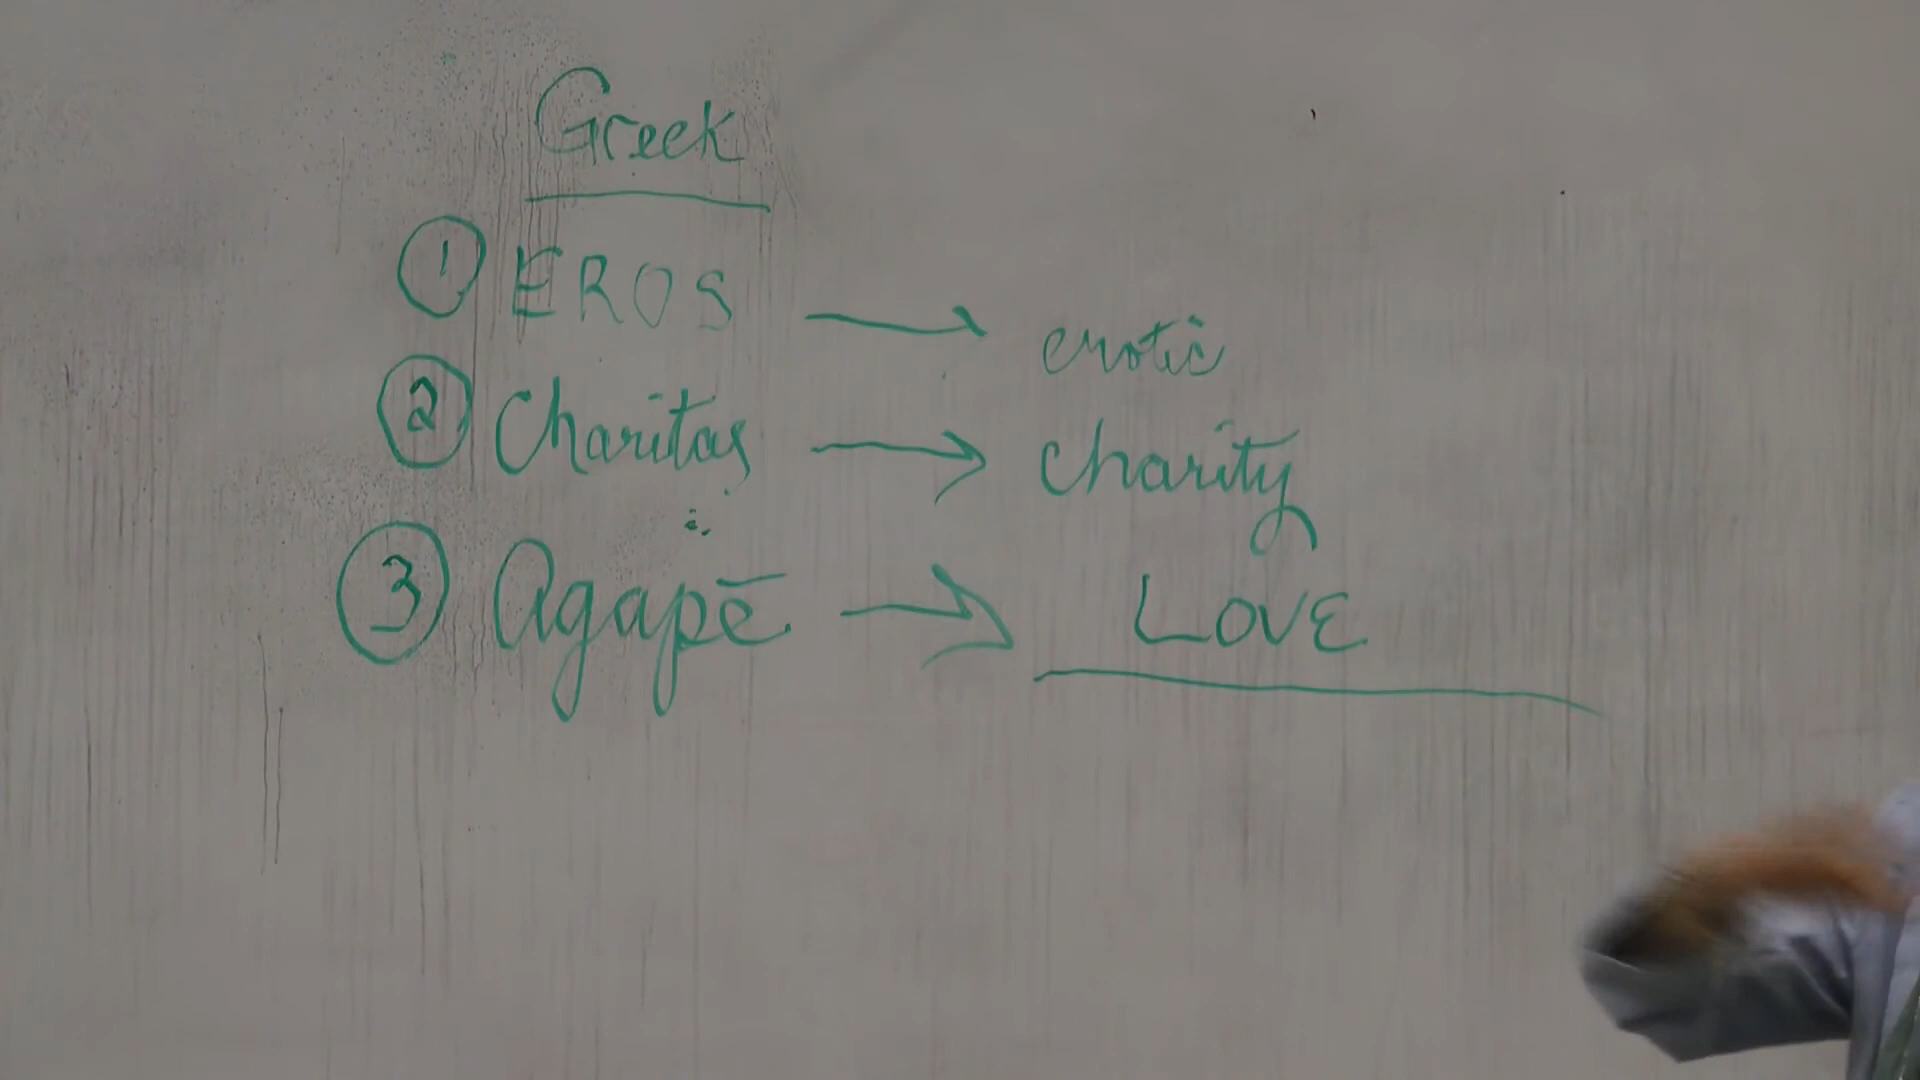 Greek
1 EROS → erotic
2 Charitas → charity
3 Agapē → LOVE